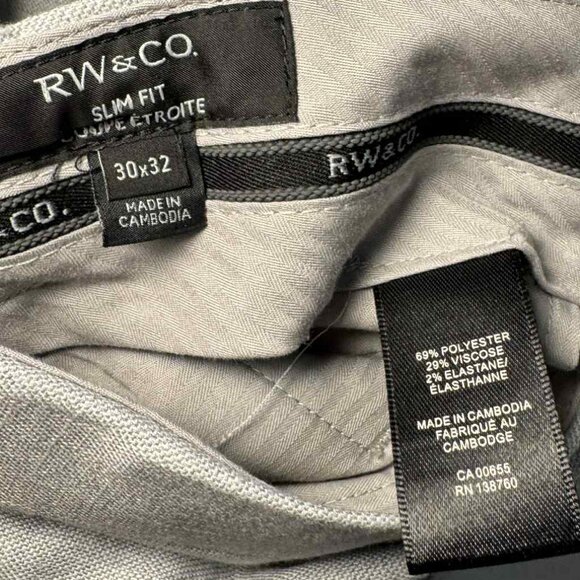 RW&CO.
SLIM FIT
COUPE ÉTROITE
30x32
MADE IN
CAMBODIA
RW&CO.
&CO.
69% POLYESTER
29% VISCOSE
2% ELASTANE/
ÉLASTHANNE
MADE IN CAMBODIA
FABRIQUÉ AU
CAMBODGE
CA 00655
RN 138760